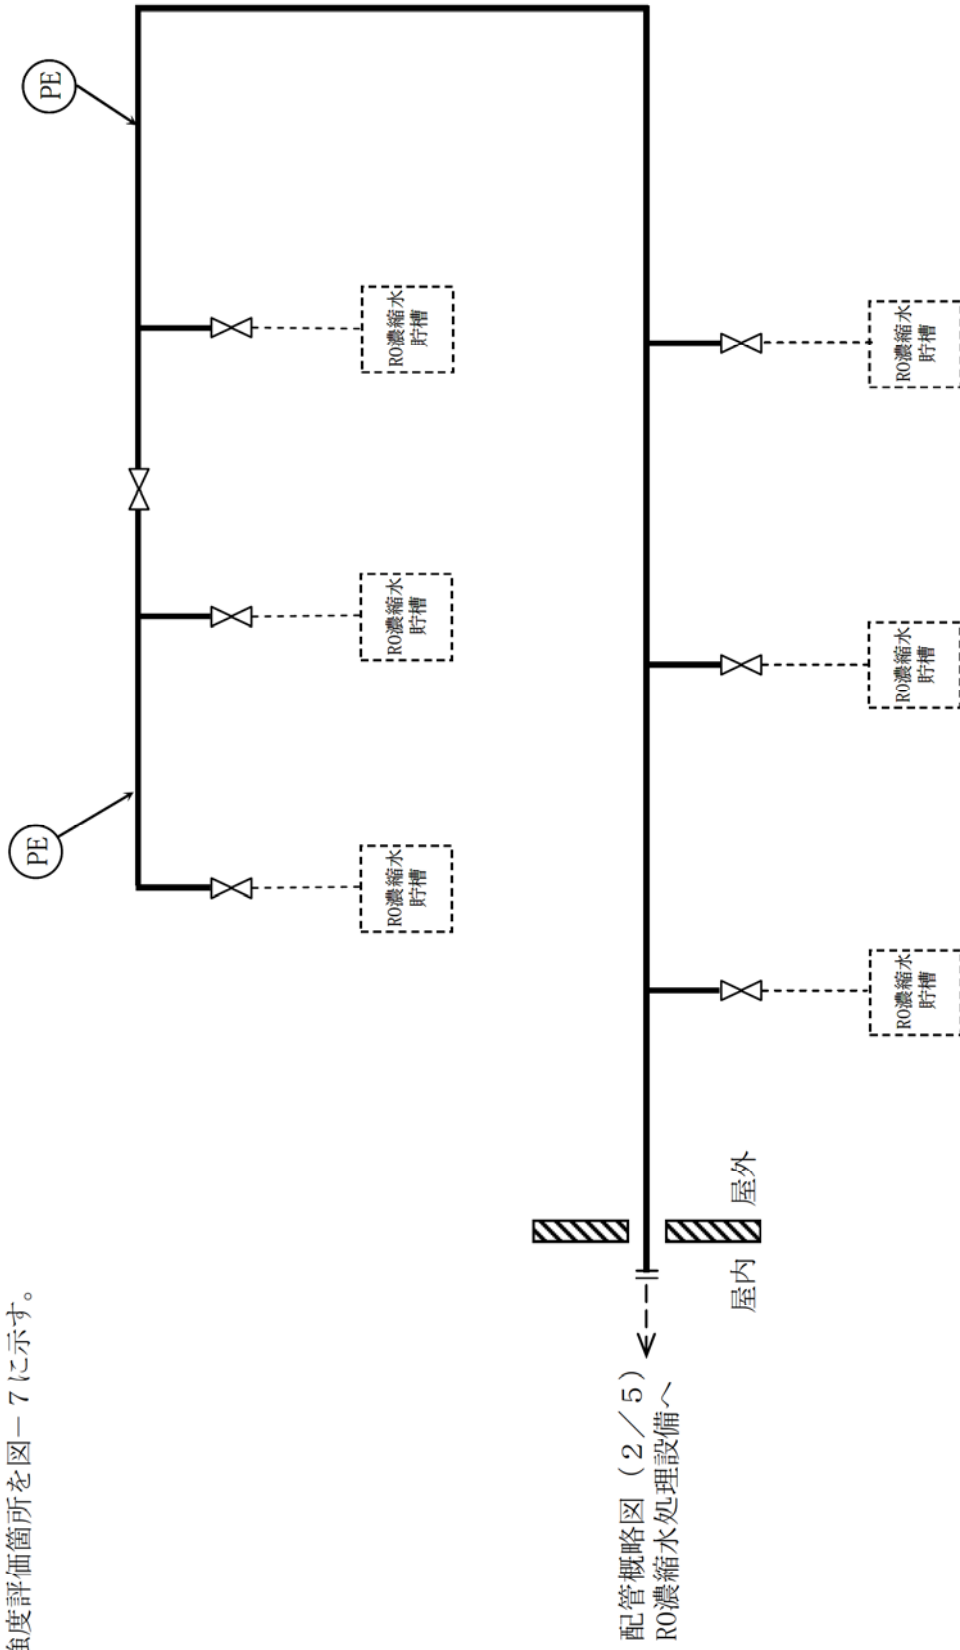 強度評価箇所を図－７に示す。
PE
PE
RO濃縮水
貯槽
RO濃縮水
貯槽
RO濃縮水
貯槽
RO濃縮水
貯槽
RO濃縮水
貯槽
RO濃縮水
貯槽
屋内
屋外
配管概略図（２／５）
RO濃縮水処理設備へ